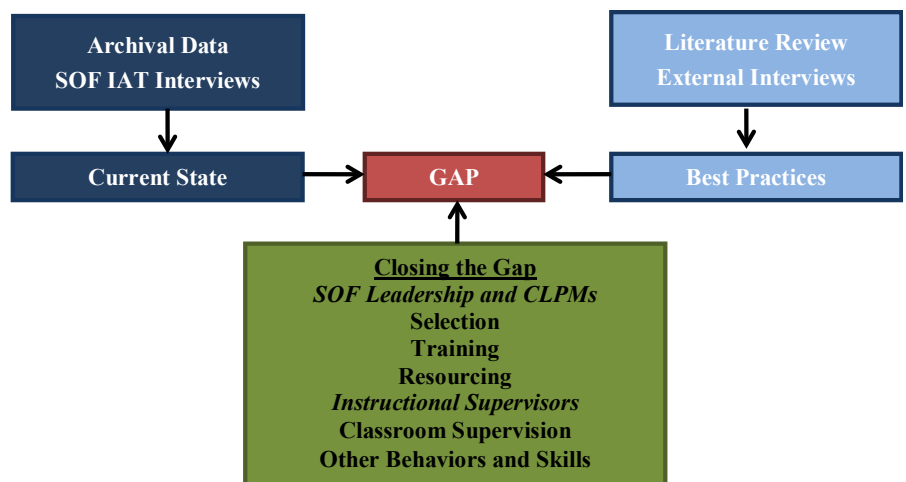 Archival Data
SOF IAT Interviews
Literature Review
External Interviews
Current State
GAP
Best Practices
Closing the Gap
SOF Leadership and CLPMs
Selection
Training
Resourcing
Instructional Supervisors
Classroom Supervision
Other Behaviors and Skills